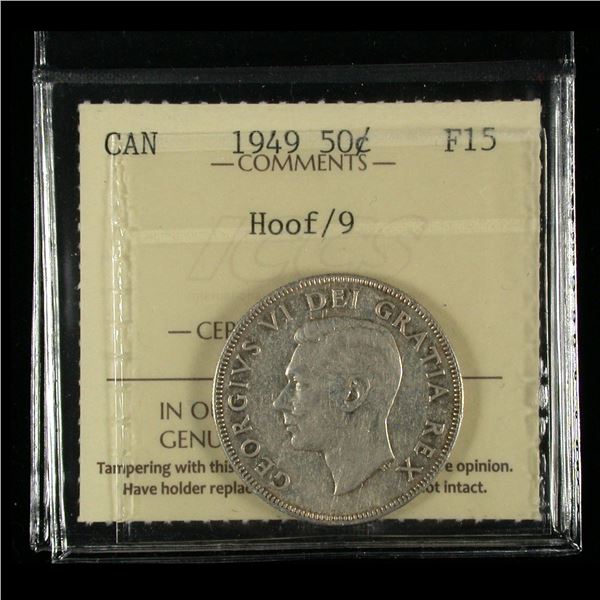 CAN 1949 50¢ F15
COMMENTS
Hoof/9
ICCS
GEORGIVS VI DEI GRATIA REX
— CER
IN O
GENU
Tampering with this e opinion.
Have holder replac ot intact.